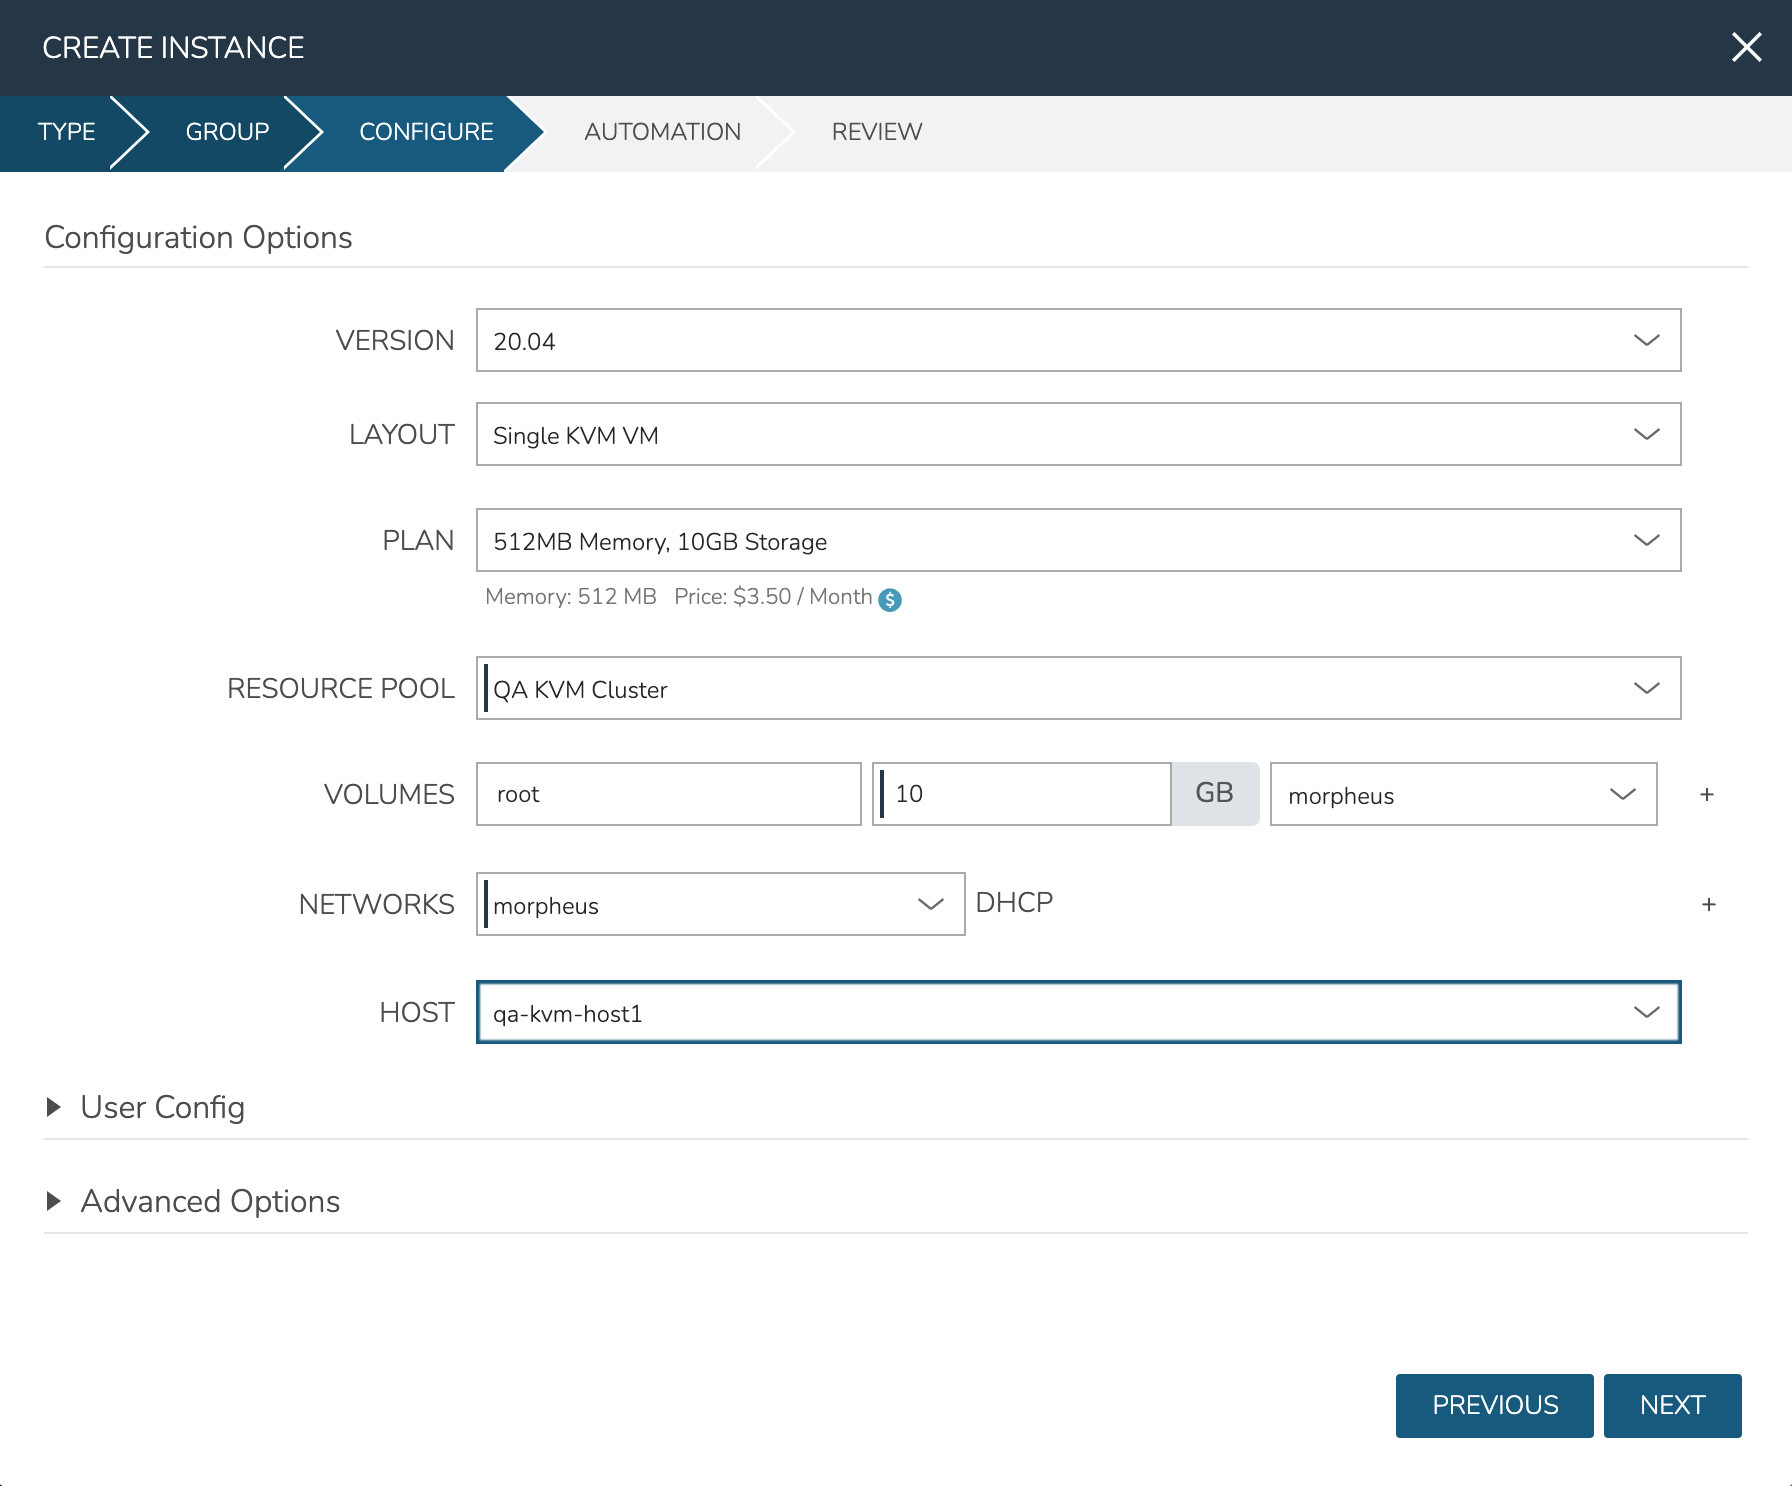 CREATE INSTANCE
TYPE GROUP CONFIGURE AUTOMATION REVIEW
Configuration Options
VERSION 20.04
LAYOUT Single KVM VM
PLAN 512MB Memory, 10GB Storage
Memory: 512 MB Price: $3.50 / Month $
RESOURCE POOL QA KVM Cluster
VOLUMES root 10 GB morpheus +
NETWORKS morpheus DHCP +
HOST qa-kvm-host1
User Config
Advanced Options
PREVIOUS NEXT